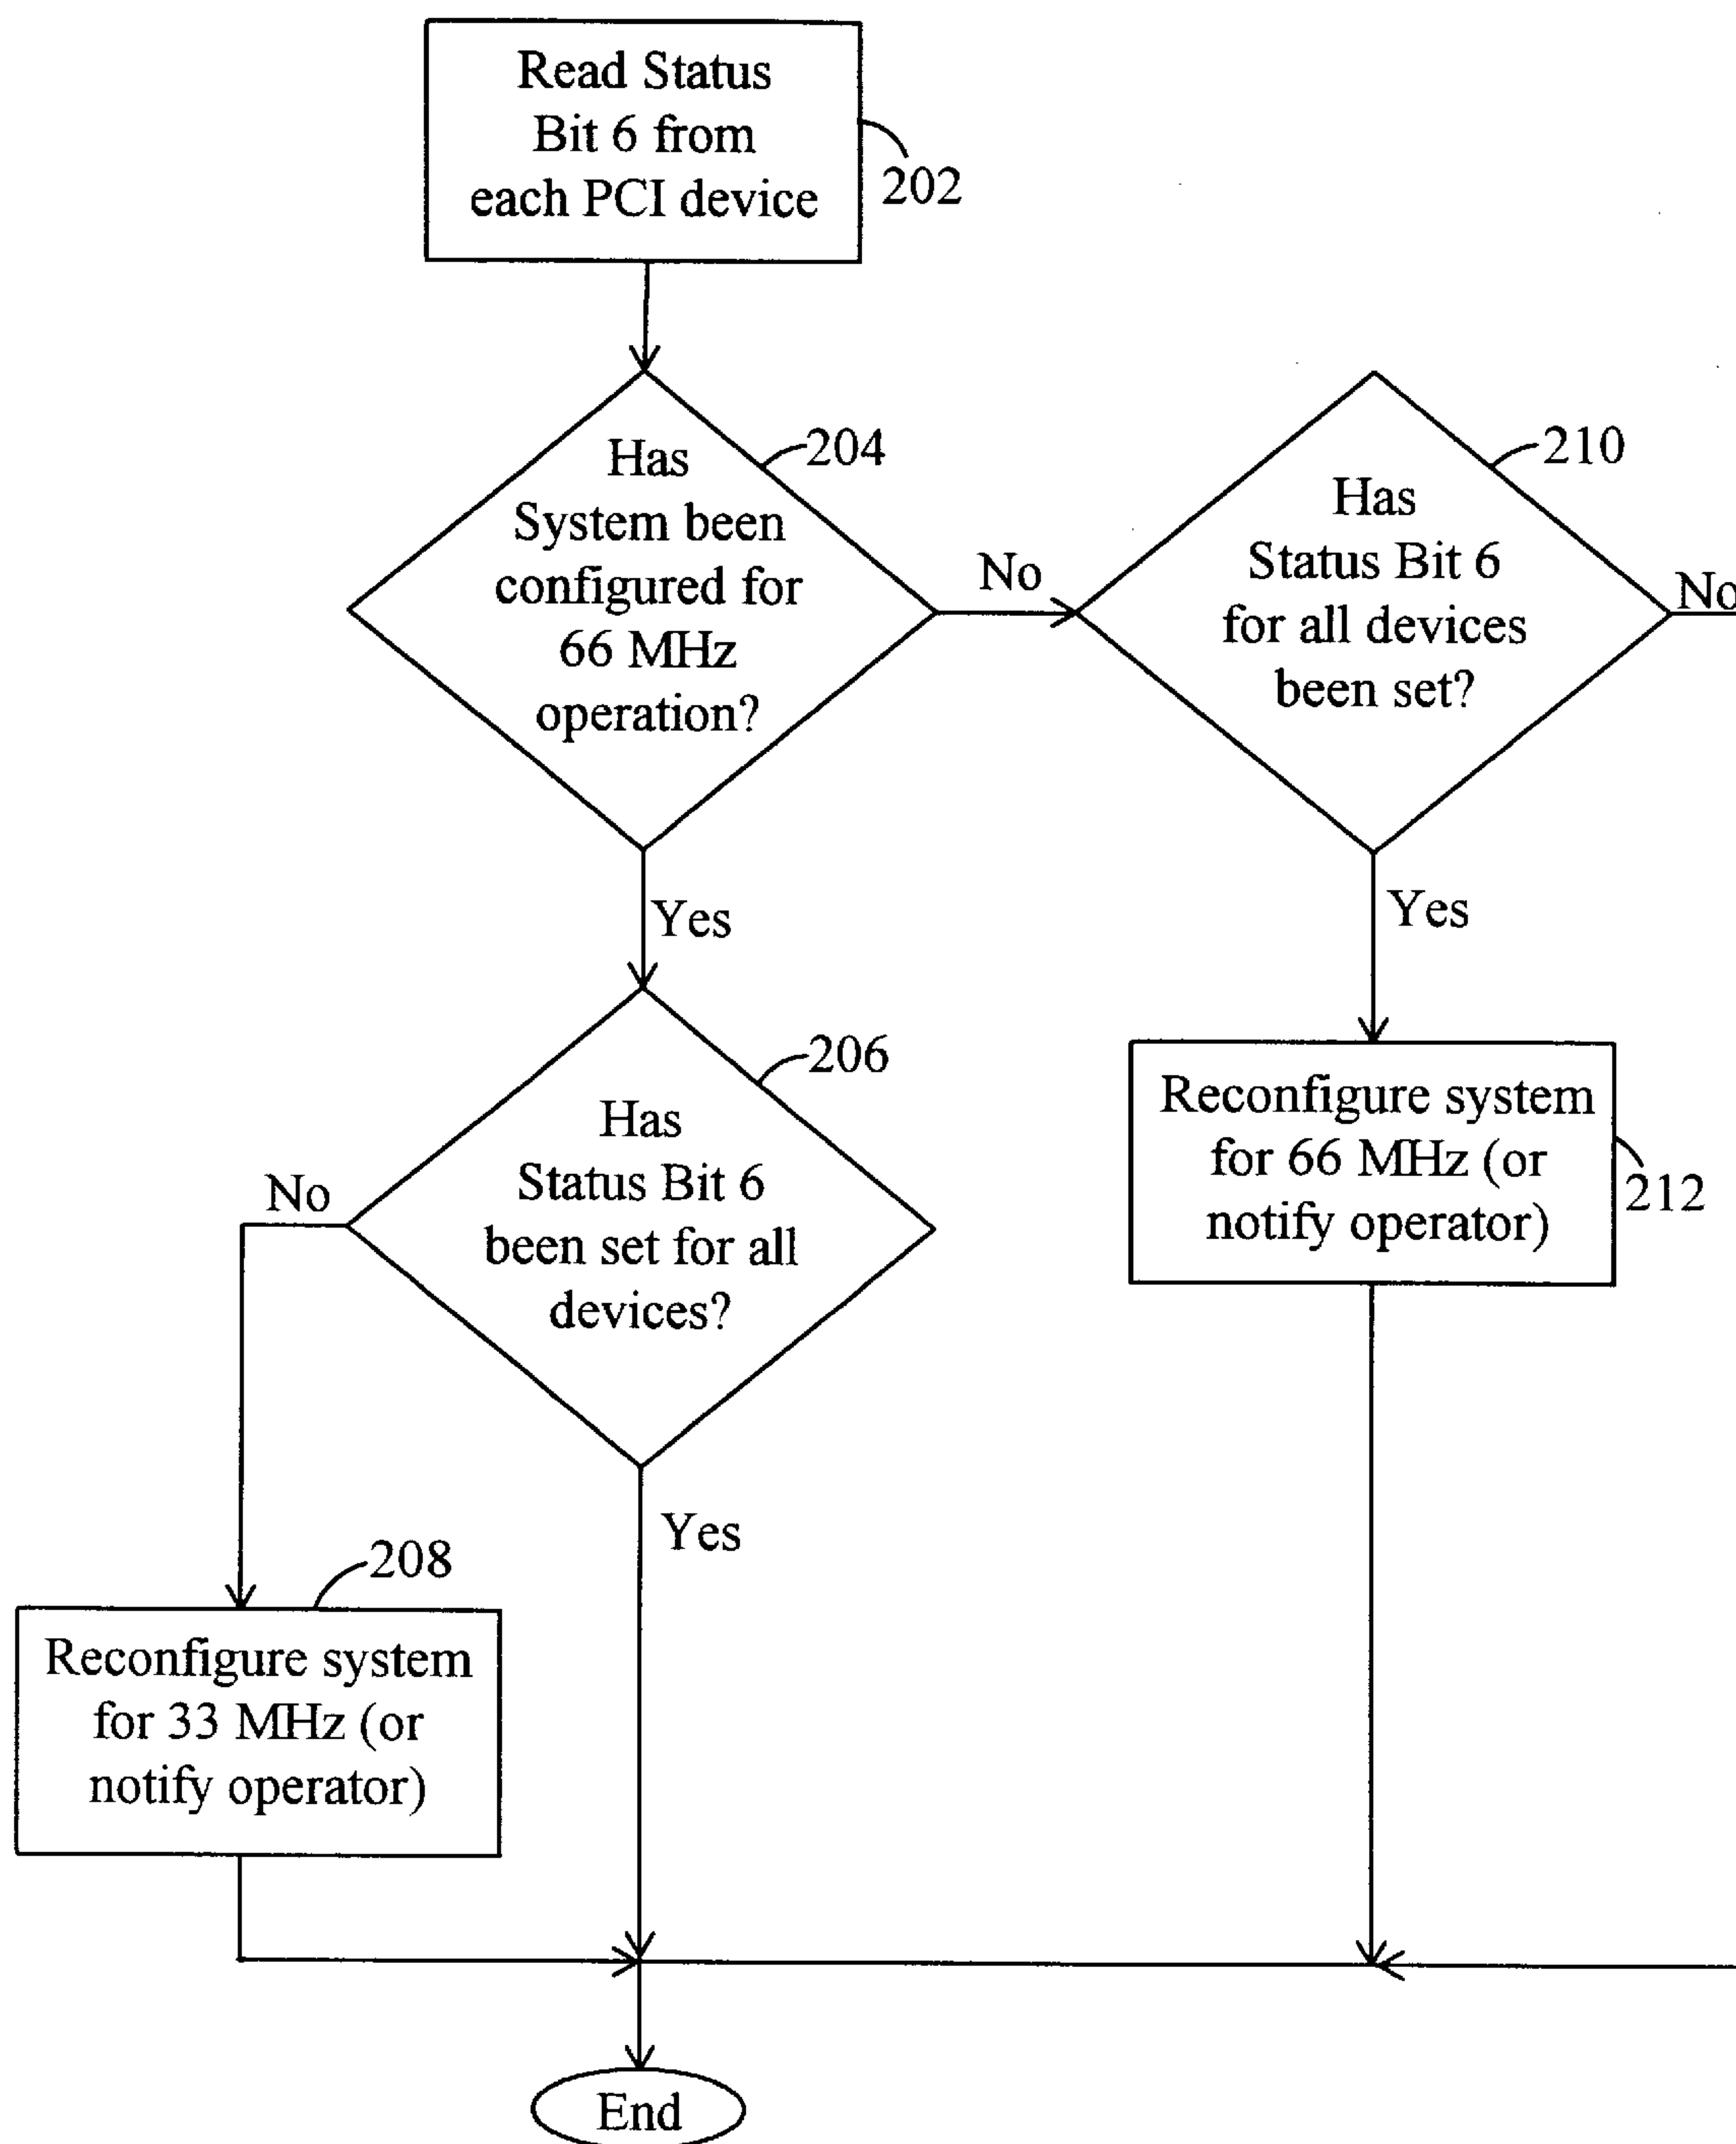 Read Status
Bit 6 from
each PCI device
202
Has
System been
configured for
66 MHz
operation?
204
No
Has
Status Bit 6
for all devices
been set?
210
No
Yes
Yes
Has
Status Bit 6
been set for all
devices?
206
Reconfigure system
for 66 MHz (or
notify operator)
212
No
Yes
208
Reconfigure system
for 33 MHz (or
notify operator)
End